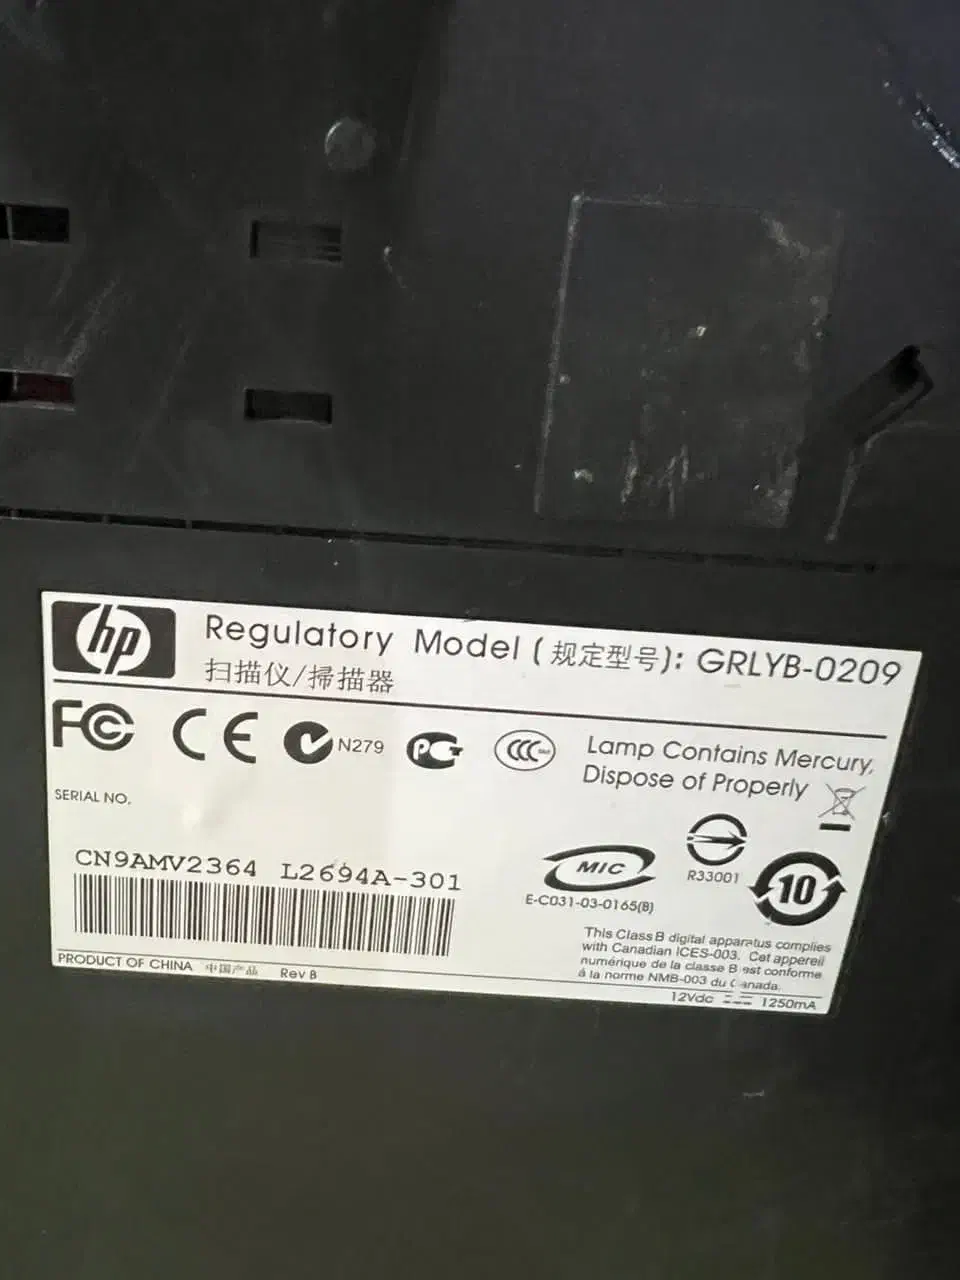 hp
Regulatory Model (规定型号): GRLYB-0209
扫描仪/掃描器
FC CE N279 PG CCC Lamp Contains Mercury,
Dispose of Properly
SERIAL NO.
CN9AMV2364 L2694A-301
MIC
E-C031-03-0165(B)
R33001
10
This Class B digital apparatus complies
with Canadian ICES-003. Cet appereil
numérique de la classe B est conforme
á la norme NMB-003 du Canada.
PRODUCT OF CHINA 中国产品 Rev B
12Vdc 1250mA